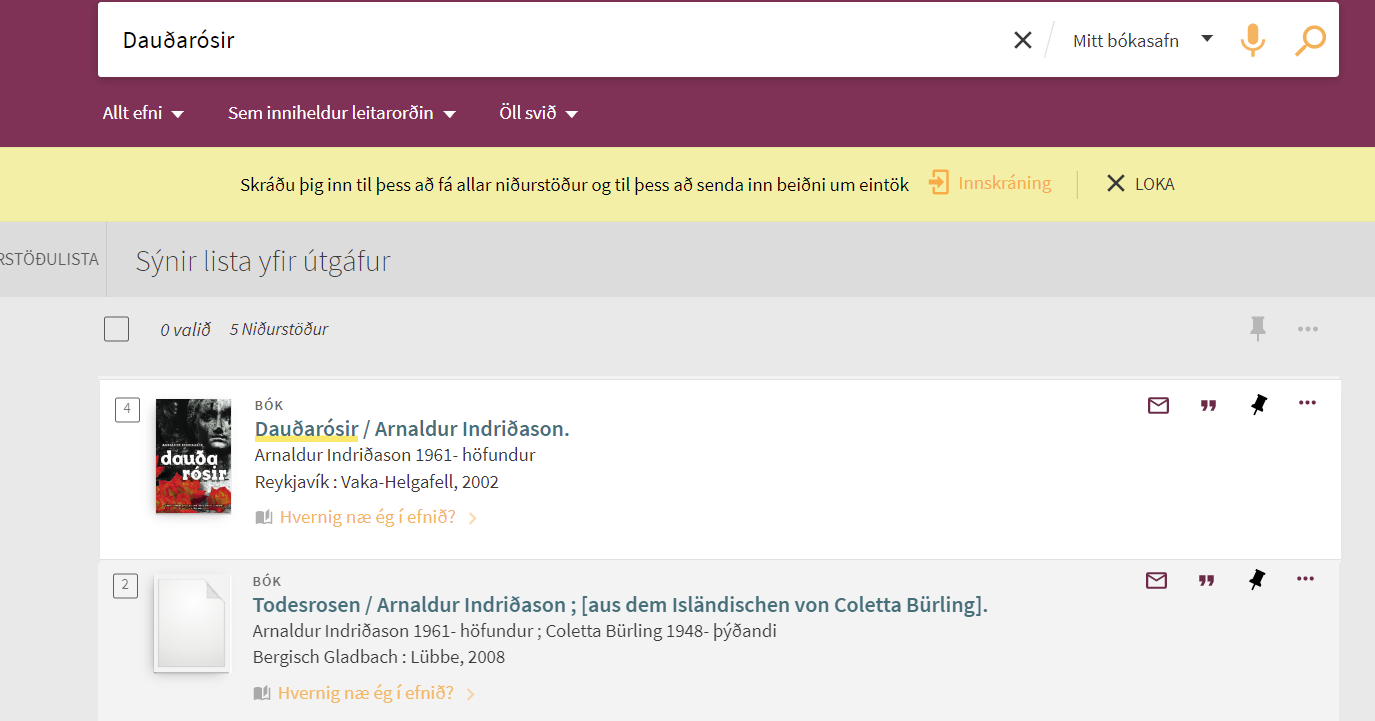 Dauðarósir
Mitt bókasafn
Allt efni
Sem inniheldur leitarorðin
Öll svið
Skráðu þig inn til þess að fá allar niðurstöður og til þess að senda inn beiðni um eintök
Innskráning
LOKA
RSTÖÐULISTA
Sýnir lista yfir útgáfur
0 valið
5 Niðurstöður
4
dauða
rósir
BÓK
Dauðarósir / Arnaldur Indriðason.
Arnaldur Indriðason 1961- höfundur
Reykjavík : Vaka-Helgafell, 2002
Hvernig næ ég í efnið?
2
BÓK
Todesrosen / Arnaldur Indriðason ; [aus dem Isländischen von Coletta Bürling].
Arnaldur Indriðason 1961- höfundur ; Coletta Bürling 1948- þýðandi
Bergisch Gladbach : Lübbe, 2008
Hvernig næ ég í efnið?